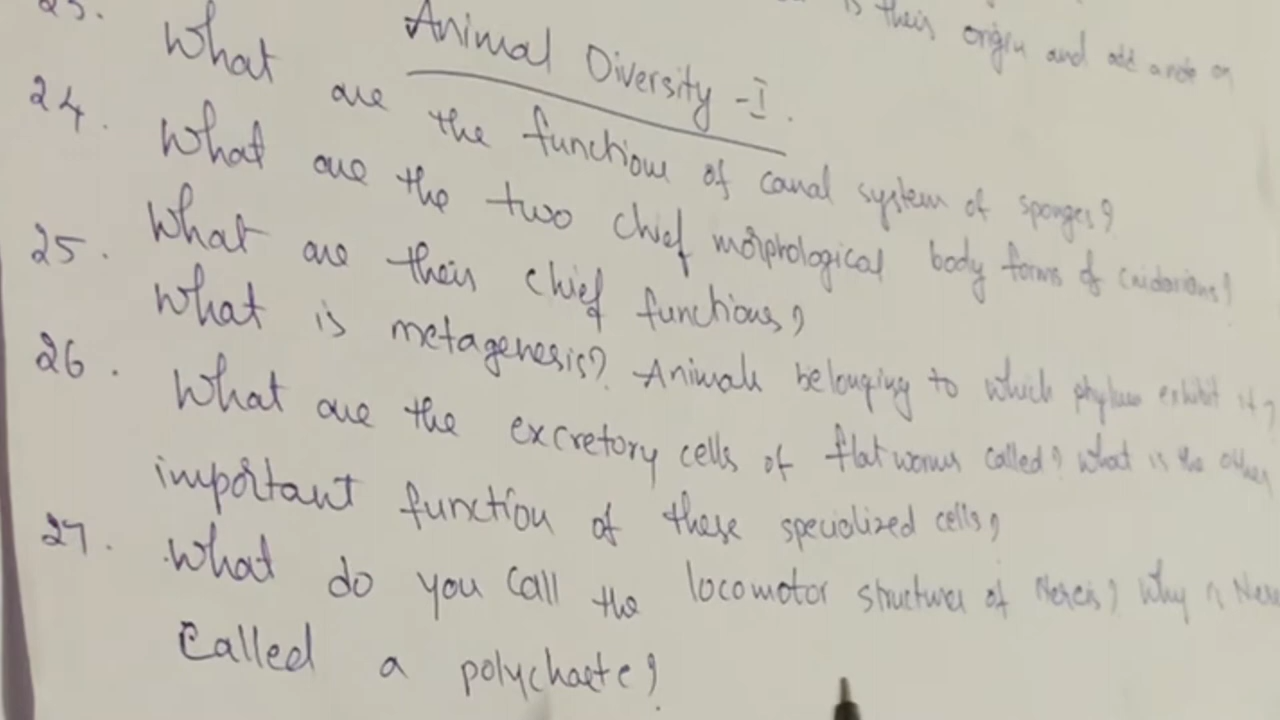 is their origin and add a note on
Animal Diversity - I.
23. What are the functions of canal system of sponges?
24. What are the two chief morphological body forms of cnidarians?
What are their chief functions?
25. What is metagenesis? Animals belonging to which phylum exhibit it?
26. What are the excretory cells of flatworms called? What is the other
important function of these specialized cells?
27. What do you call the locomotor structures of Nereis? Why is
called a polychaete?